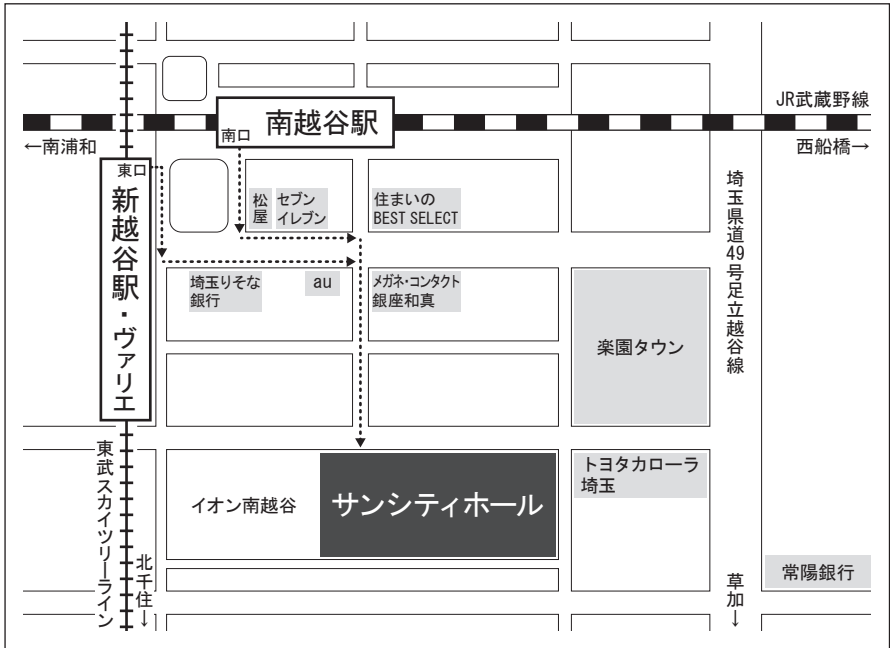 JR武蔵野線
南越谷駅
南口
←南浦和
西船橋→
東口
新越谷駅・ヴァリエ
松屋
セブン
イレブン
住まいの
BEST SELECT
埼玉県道49号足立越谷線
埼玉りそな
銀行
au
メガネ・コンタクト
銀座和真
楽園タウン
東武スカイツリーライン
イオン南越谷
サンシティホール
トヨタカローラ
埼玉
北千住↓
草加↓
常陽銀行